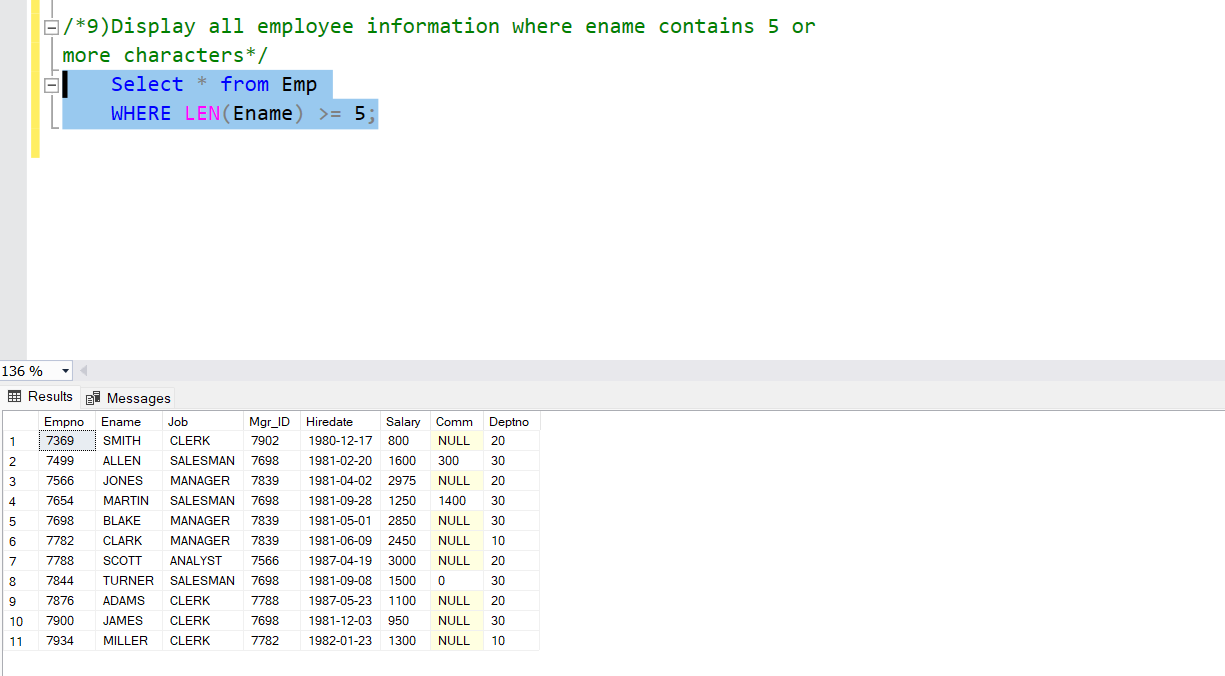 /*9)Display all employee information where ename contains 5 or
more characters*/
Select * from Emp
WHERE LEN(Ename) >= 5;
136 %
Results Messages
Empno Ename Job Mgr_ID Hiredate Salary Comm Deptno
1 7369 SMITH CLERK 7902 1980-12-17 800 NULL 20
2 7499 ALLEN SALESMAN 7698 1981-02-20 1600 300 30
3 7566 JONES MANAGER 7839 1981-04-02 2975 NULL 20
4 7654 MARTIN SALESMAN 7698 1981-09-28 1250 1400 30
5 7698 BLAKE MANAGER 7839 1981-05-01 2850 NULL 30
6 7782 CLARK MANAGER 7839 1981-06-09 2450 NULL 10
7 7788 SCOTT ANALYST 7566 1987-04-19 3000 NULL 20
8 7844 TURNER SALESMAN 7698 1981-09-08 1500 0 30
9 7876 ADAMS CLERK 7788 1987-05-23 1100 NULL 20
10 7900 JAMES CLERK 7698 1981-12-03 950 NULL 30
11 7934 MILLER CLERK 7782 1982-01-23 1300 NULL 10